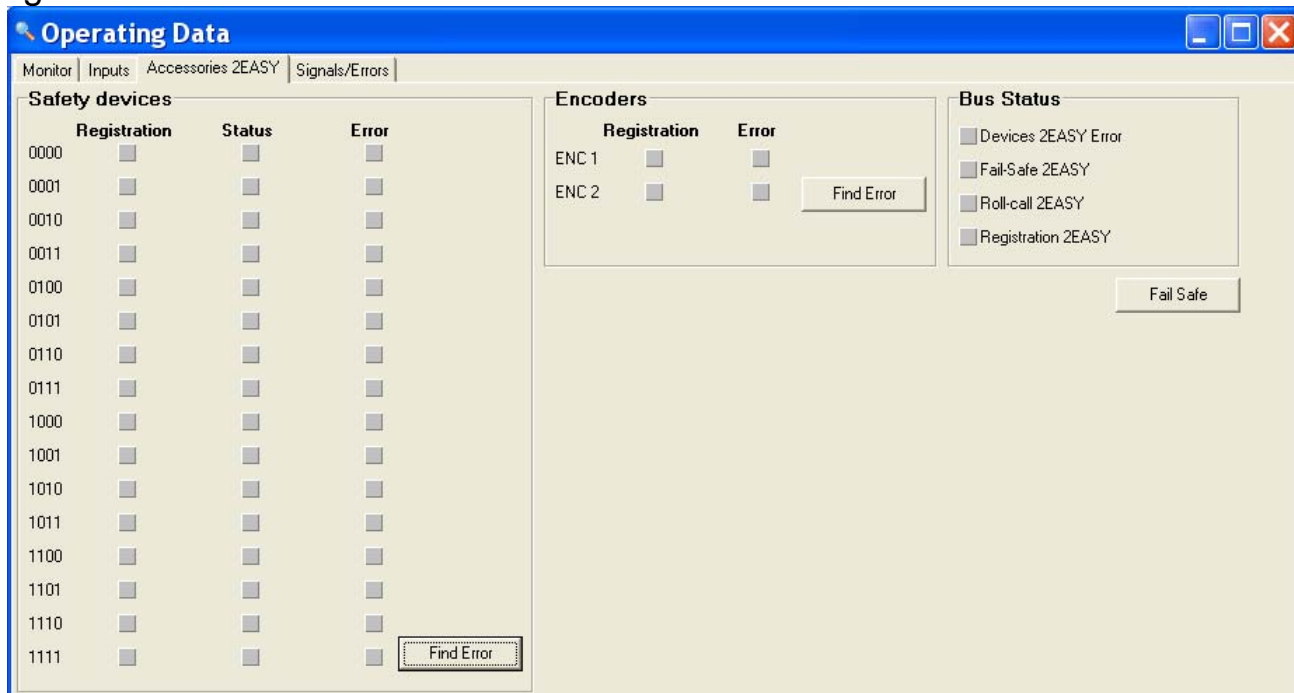 Operating Data
Monitor Inputs Accessories 2EASY Signals/Errors
Safety devices
Registration Status Error
0000
0001
0010
0011
0100
0101
0110
0111
1000
1001
1010
1011
1100
1101
1110
1111
Find Error
Encoders
Registration Error
ENC 1
ENC 2
Find Error
Bus Status
Devices 2EASY Error
Fail-Safe 2EASY
Roll-call 2EASY
Registration 2EASY
Fail Safe